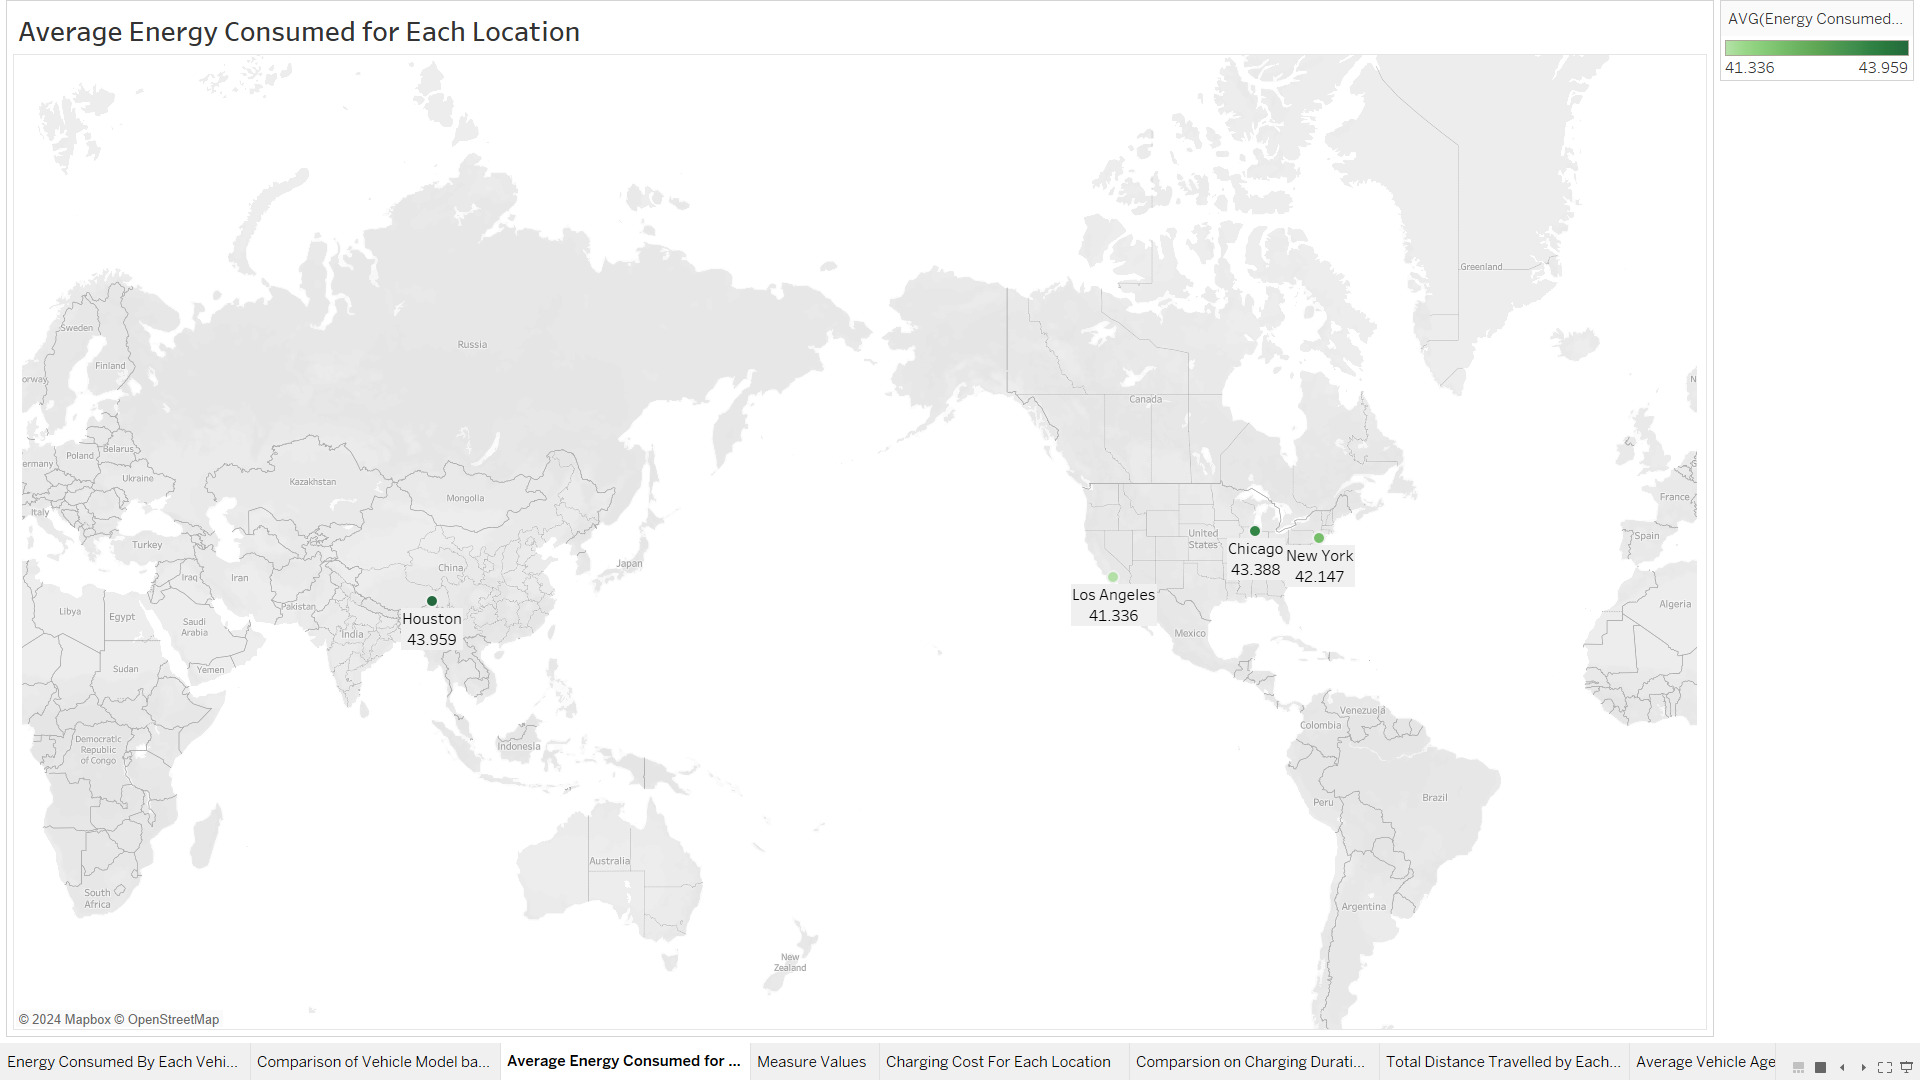 Average Energy Consumed for Each Location
AVG(Energy Consumed...
41.336 43.959
Greenland
Sweden
Russia
Finland
orway
N
Canada
Belarus
Poland
ermany
Ukraine
Kazakhstan
Mongolia
France
Italy
United
States
Spain
Turkey
Chicago
43.388
New York
42.147
Japan
China
Iraq
Iran
Los Angeles
41.336
Algeria
Pakistan
Libya
Egypt
Houston
43.959
Saudi
Arabia
India
Mexico
Sudan
Yemen
Venezuela
Colombia
Democratic
Republic
of Congo
Indonesia
Brazil
Peru
Australia
South
Africa
Argentina
New
Zealand
© 2024 Mapbox © OpenStreetMap
Energy Consumed By Each Vehi... Comparison of Vehicle Model ba... Average Energy Consumed for ... Measure Values Charging Cost For Each Location Comparsion on Charging Durati... Total Distance Travelled by Each... Average Vehicle Age